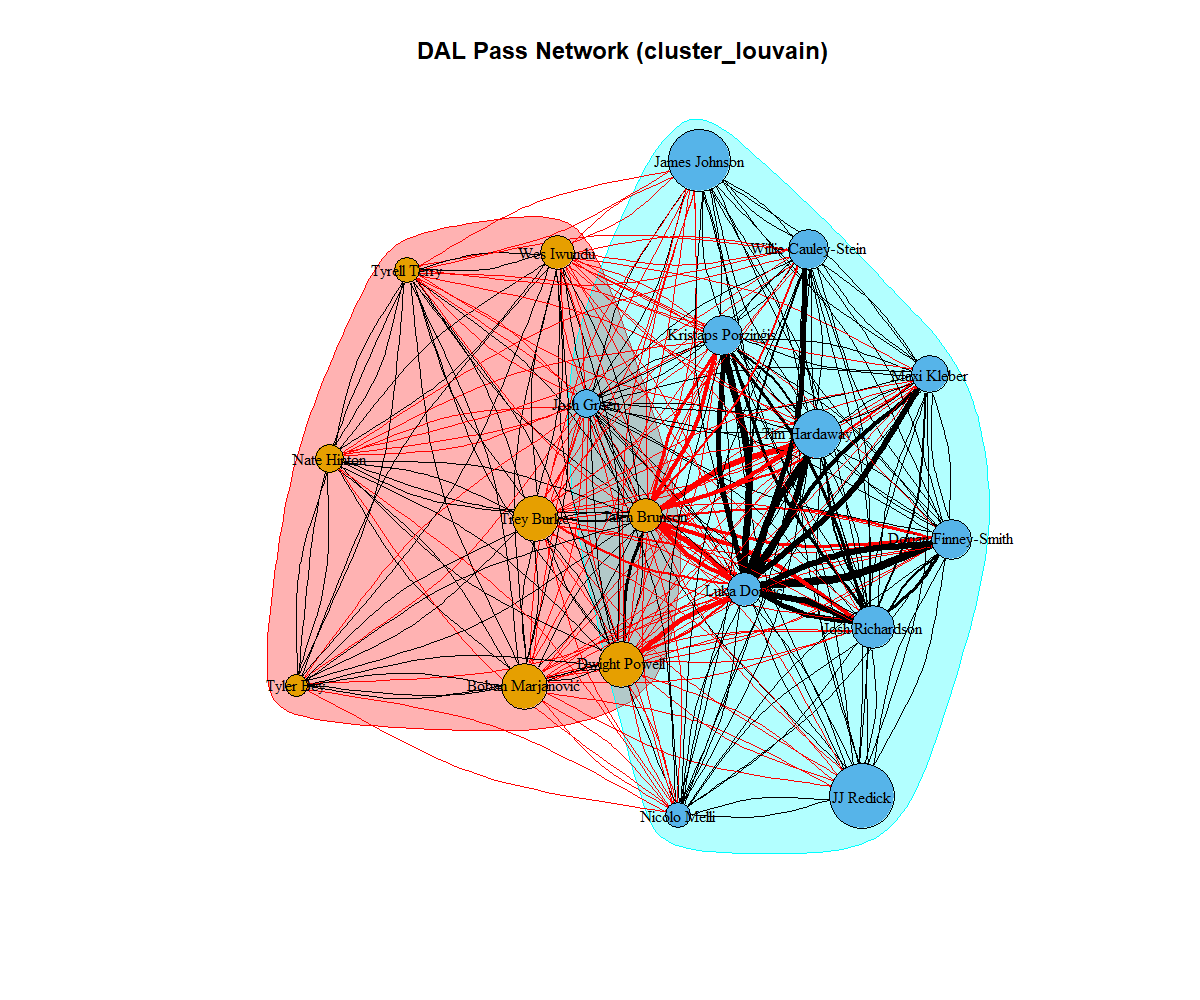 DAL Pass Network (cluster_louvain)
James Johnson
Willie Cauley-Stein
Wes Iwundu
Tyrell Terry
Kristaps Porzingis
Maxi Kleber
Josh Green
Tim Hardaway
Nate Hinton
Trey Burke
Jalen Brunson
Dorian Finney-Smith
Luka Doncic
Josh Richardson
Dwight Powell
Tyler Bey
Boban Marjanović
JJ Redick
Nicolo Melli